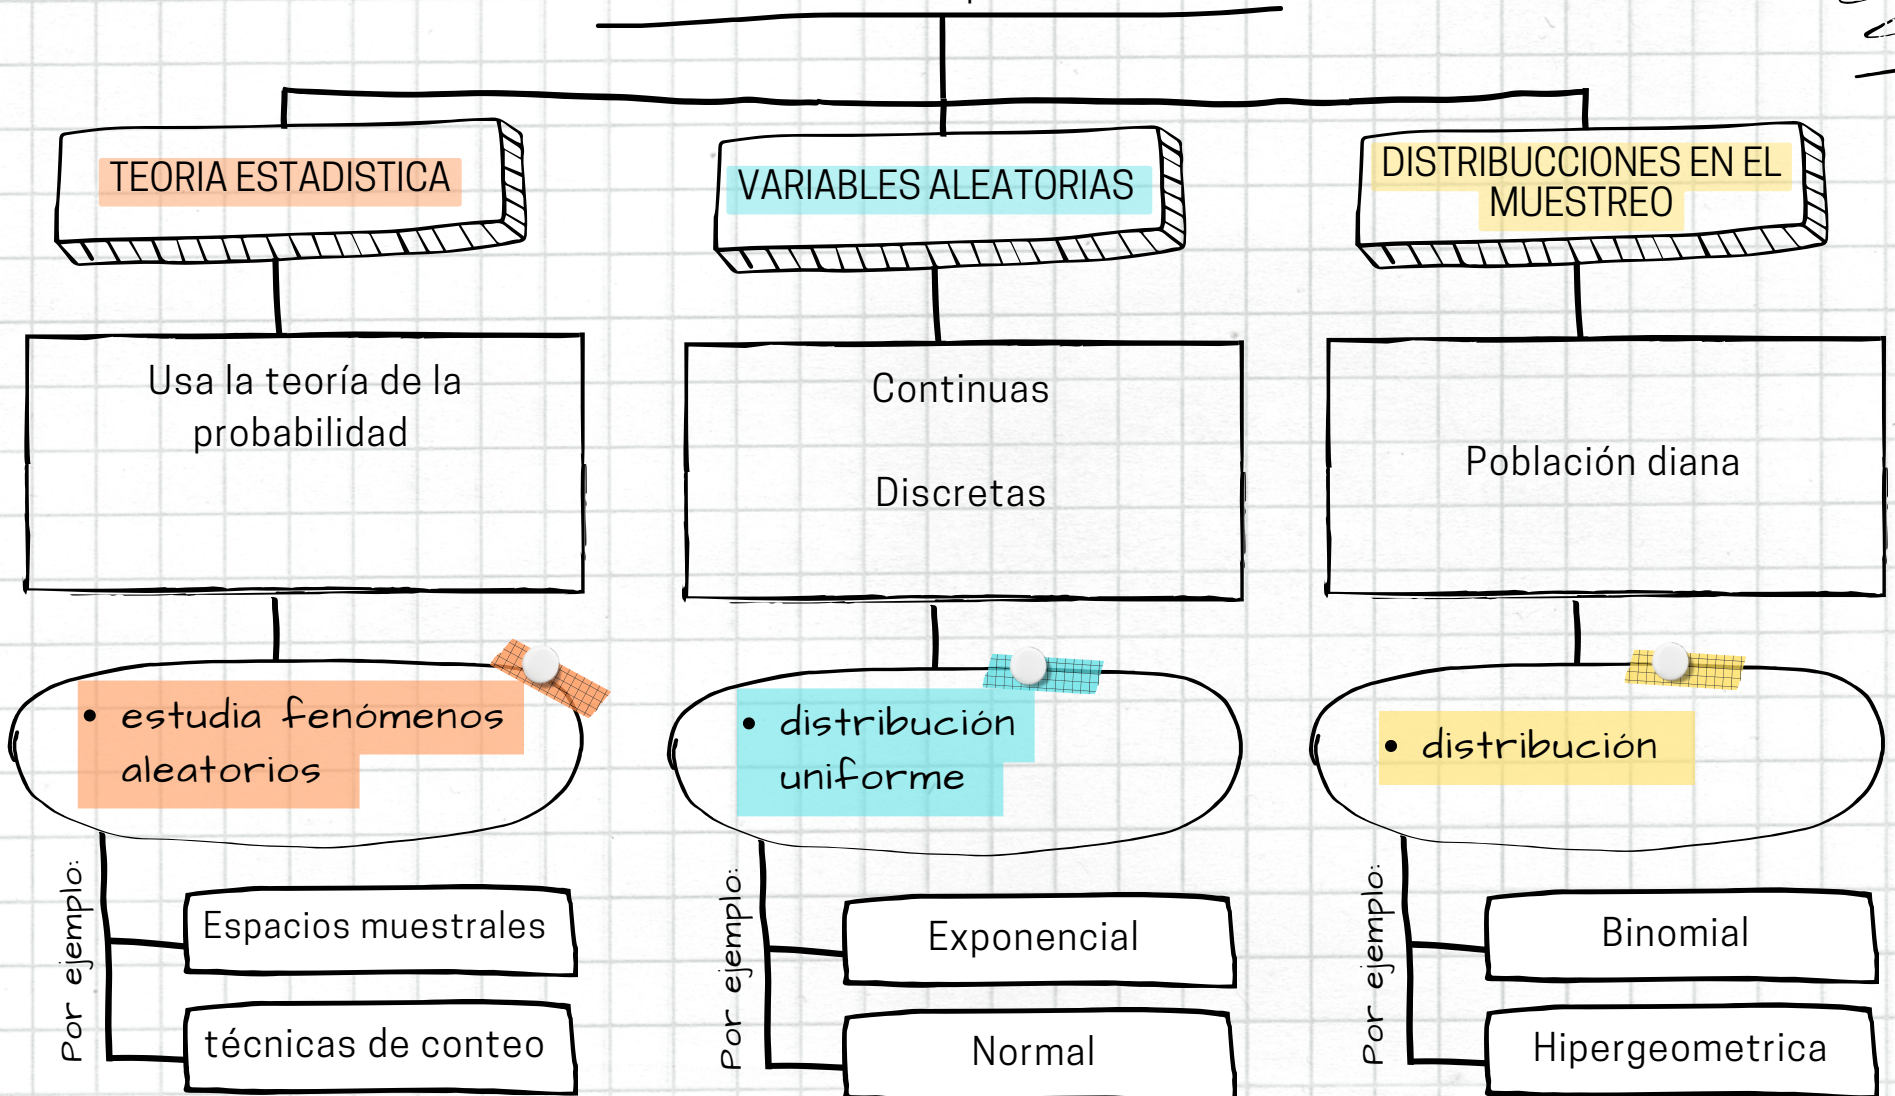 TEORIA ESTADISTICA
Usa la teoría de la
probabilidad
• estudia fenómenos
aleatorios
Por ejemplo:
Espacios muestrales
técnicas de conteo
VARIABLES ALEATORIAS
Continuas
Discretas
• distribución
uniforme
Por ejemplo:
Exponencial
Normal
DISTRIBUCCIONES EN EL
MUESTREO
Población diana
• distribución
Por ejemplo:
Binomial
Hipergeometrica